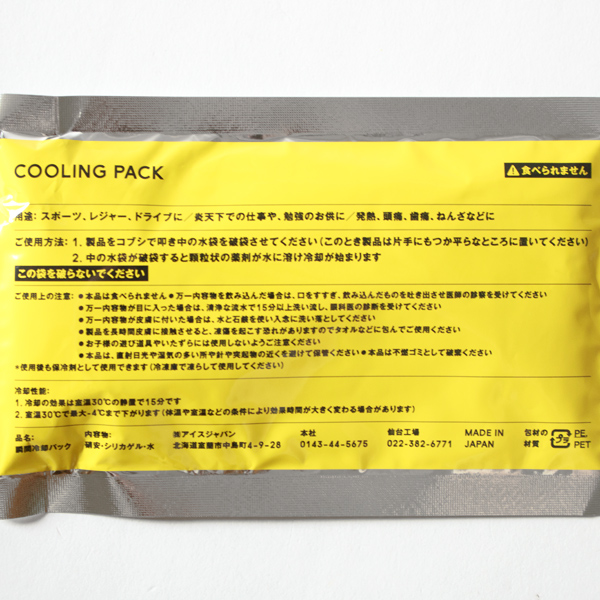 COOLING PACK
⚠食べられません
用途: スポーツ、レジャー、ドライブに／炎天下での仕事や、勉強のお供に／発熱、頭痛、歯痛、ねんざなどに
ご使用方法: 1. 製品をコブシで叩き中の水袋を破袋させてください(このとき製品は片手にもつか平らなところに置いてください)
2. 中の水袋が破袋すると顆粒状の薬剤が水に溶け冷却が始まります
この袋を破らないでください
ご使用上の注意: ●本品は食べられません●万一内容物を飲み込んだ場合は、口をすすぎ、飲み込んだものを吐き出させ医師の診察を受けてください
●万一内容物が目に入った場合は、清浄な流水で15分以上洗い流し、眼科医の診断を受けてください
●万一内容物が皮膚に付いた場合は、水と石鹸を使い入念に洗い落としてください
●製品を長時間皮膚に接触させると、凍傷を起こす恐れがありますのでタオルなどに包んでご使用ください
●お子様の遊び道具やいたずらには使用しないようご注意ください
●本品は、直射日光や湿気の多い所や針や突起物の近くを避けて保管ください●本品は不燃ゴミとして破棄ください
*使用後も保冷剤として使用できます(冷凍庫で凍らして使用してください)
冷却性能:
1. 冷却の効果は室温30℃の静置で15分です
2. 室温30℃で最大-4℃まで下がります(体温や室温などの条件により効果時間が大きく変わる場合があります)
品名: 内容物: ㈱アイスジャパン 本社 仙台工場 MADE IN 包材の プラ PE,
瞬間冷却パック 硝安・シリカゲル・水 北海道室蘭市中島町4-9-28 0143-44-5675 022-382-6771 JAPAN 材質 PET